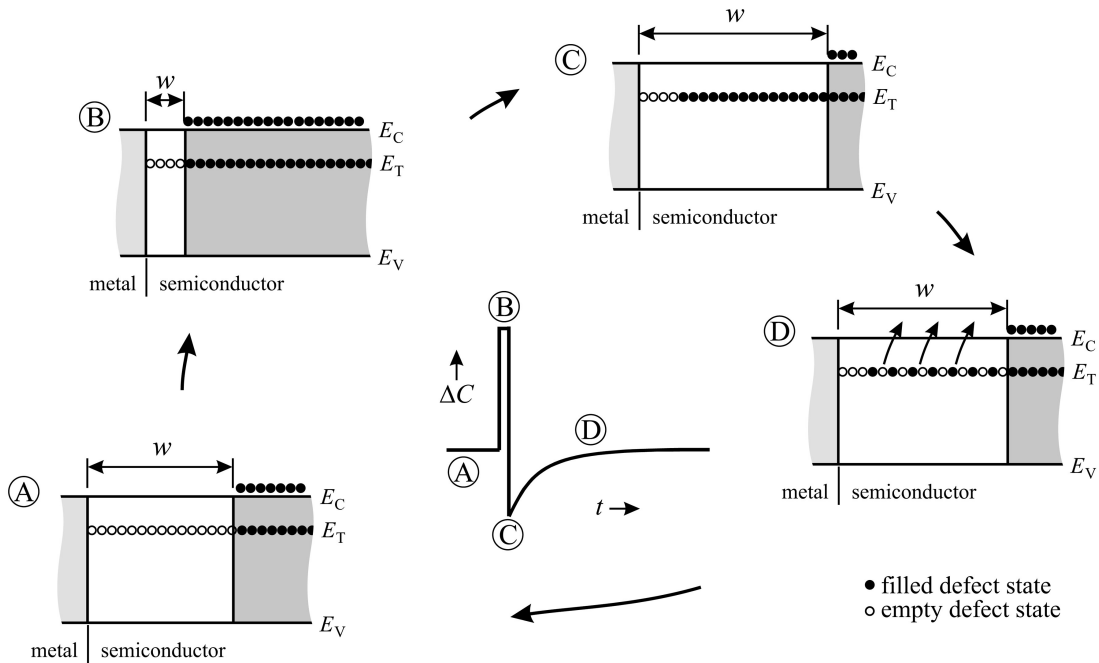 w
Ⓒ
E_C
E_T
E_V
metal | semiconductor
w
Ⓑ
E_C
E_T
E_V
metal | semiconductor
w
Ⓓ
E_C
E_T
E_V
metal | semiconductor
Ⓑ
ΔC
Ⓓ
Ⓐ
t
Ⓒ
w
Ⓐ
E_C
E_T
E_V
metal | semiconductor
filled defect state
empty defect state